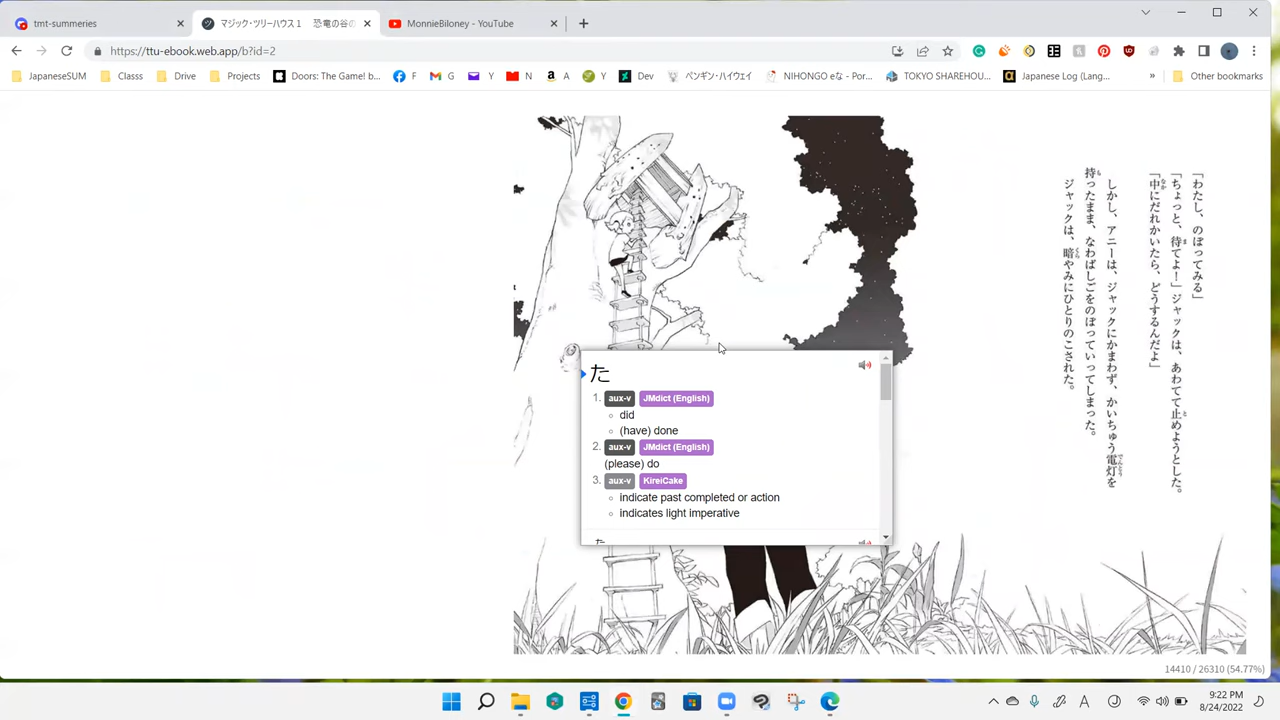 tmt-summeries
マジック・ツリーハウス１ 恐竜の谷の
MonnieBiloney - YouTube
https://ttu-ebook.web.app/b?id=2
JapaneseSUM
Classs
Drive
Projects
Doors: The Game! b...
F
G
Y
N
A
Y
Dev
ペンギン・ハイウェイ
NIHONGO eな - Por...
TOKYO SHAREHOU...
Japanese Log (Lang...
»
Other bookmarks
「わたし、のぼってみる」
「ちょっと、待てよ！」ジャックは、あわてて止めようとした。
「中にだれかいたら、どうするんだよ」
しかし、アニーは、ジャックにかまわず、かいちゅう電灯を
持ったまま、なわばしごをのぼっていってしまった。
ジャックは、暗やみにひとりのこされた。
た
1. aux-v JMdict (English)
did
(have) done
2. aux-v JMdict (English)
(please) do
3. aux-v KireiCake
indicate past completed or action
indicates light imperative
14410 / 26310 (54.77%)
A
9:22 PM
8/24/2022